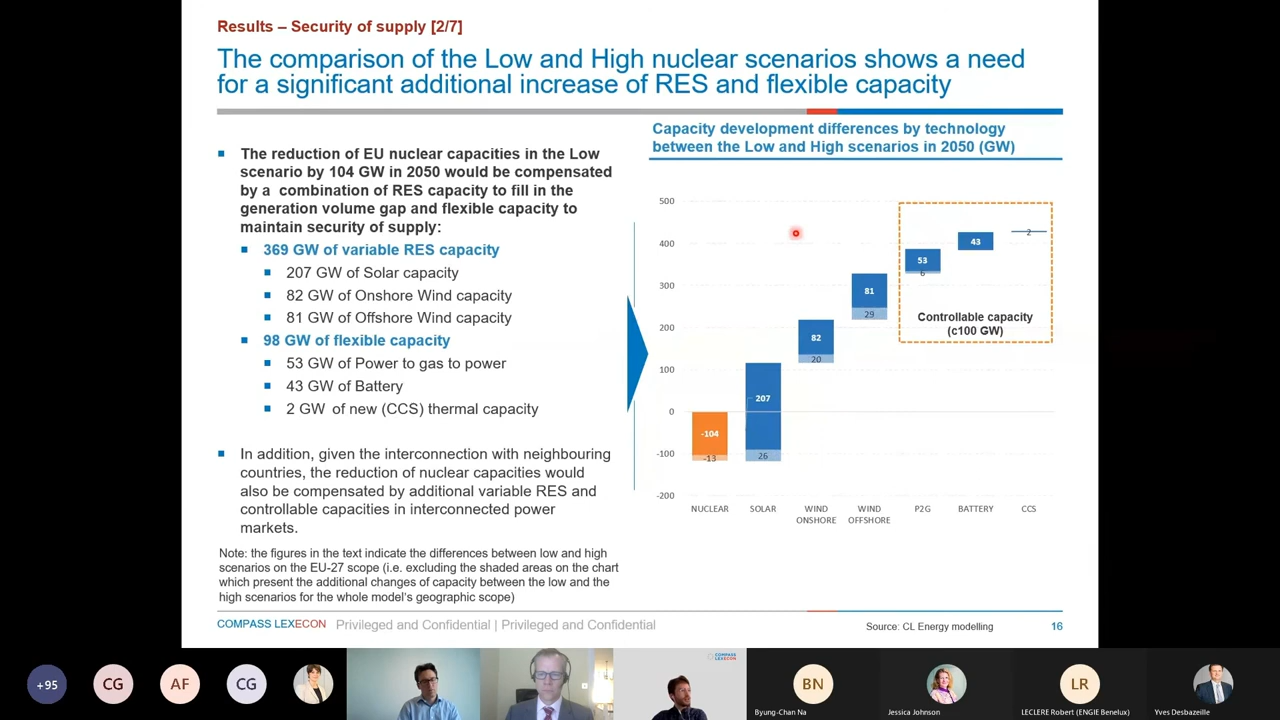 Results – Security of supply [2/7]
The comparison of the Low and High nuclear scenarios shows a need
for a significant additional increase of RES and flexible capacity
The reduction of EU nuclear capacities in the Low
scenario by 104 GW in 2050 would be compensated
by a combination of RES capacity to fill in the
generation volume gap and flexible capacity to
maintain security of supply:
369 GW of variable RES capacity
207 GW of Solar capacity
82 GW of Onshore Wind capacity
81 GW of Offshore Wind capacity
98 GW of flexible capacity
53 GW of Power to gas to power
43 GW of Battery
2 GW of new (CCS) thermal capacity
In addition, given the interconnection with neighbouring
countries, the reduction of nuclear capacities would
also be compensated by additional variable RES and
controllable capacities in interconnected power
markets.
Note: the figures in the text indicate the differences between low and high
scenarios on the EU-27 scope (i.e. excluding the shaded areas on the chart
which present the additional changes of capacity between the low and the
high scenarios for the whole model's geographic scope)
Capacity development differences by technology
between the Low and High scenarios in 2050 (GW)
500
400
300
200
100
0
-100
-200
-104
-13
207
26
82
20
81
29
53
6
43
2
Controllable capacity
(c100 GW)
NUCLEAR
SOLAR
WIND
ONSHORE
WIND
OFFSHORE
P2G
BATTERY
CCS
COMPASS LEXECON
Privileged and Confidential | Privileged and Confidential
Source: CL Energy modelling
16
+95
CG
AF
CG
COMPASS
LEXECON
BN
Byung-Chan Na
Jessica Johnson
LR
LECLERE Robert (ENGIE Benelux)
Yves Desbazeille